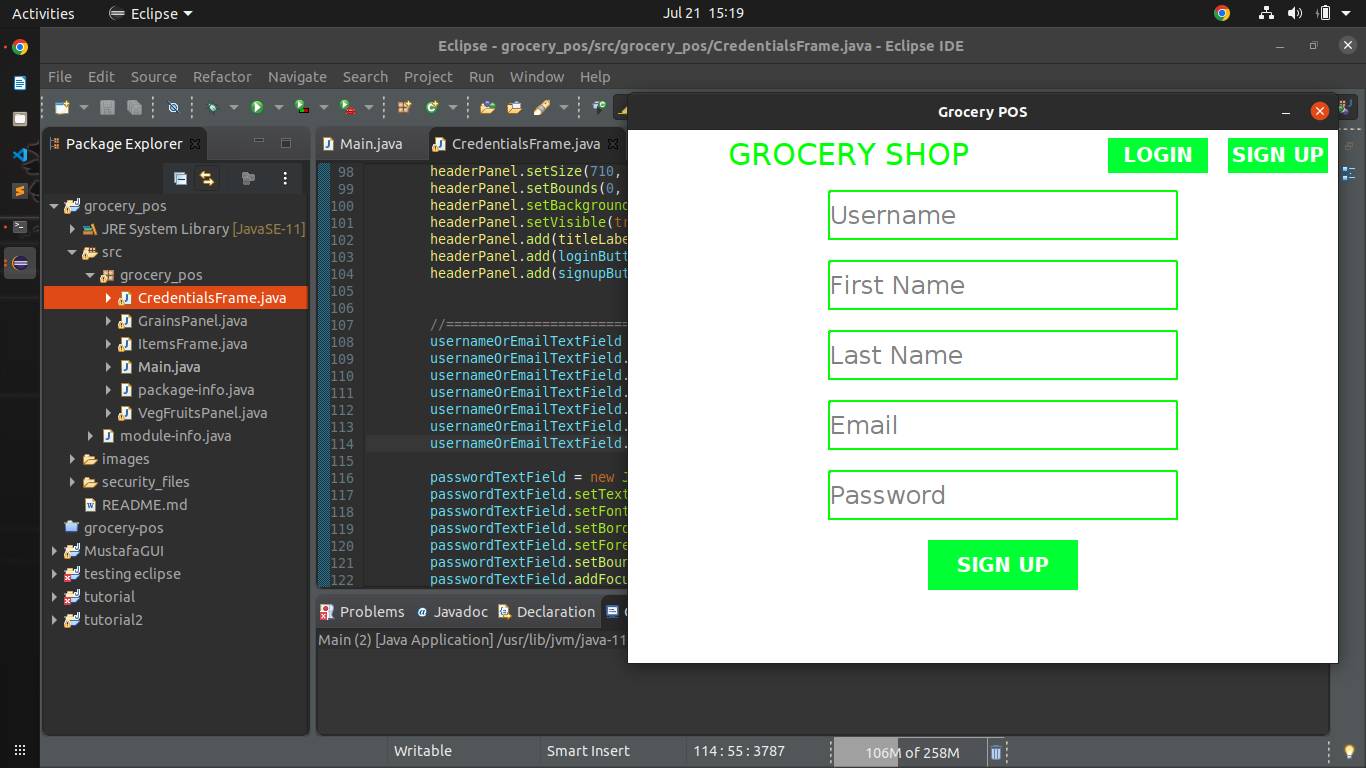 Activities
Eclipse
Jul 21 15:19
Eclipse - grocery_pos/src/grocery_pos/CredentialsFrame.java - Eclipse IDE
File Edit Source Refactor Navigate Search Project Run Window Help
Package Explorer
grocery_pos
JRE System Library [JavaSE-11]
src
grocery_pos
CredentialsFrame.java
GrainsPanel.java
ItemsFrame.java
Main.java
package-info.java
VegFruitsPanel.java
module-info.java
images
security_files
README.md
grocery-pos
MustafaGUI
testing eclipse
tutorial
tutorial2
Main.java
CredentialsFrame.java
98 headerPanel.setSize(710,
99 headerPanel.setBounds(0,
100 headerPanel.setBackground
101 headerPanel.setVisible(tr
102 headerPanel.add(titleLabe
103 headerPanel.add(loginButt
104 headerPanel.add(signupBut
105
106
107 //=======================
108 usernameOrEmailTextField
109 usernameOrEmailTextField.
110 usernameOrEmailTextField.
111 usernameOrEmailTextField.
112 usernameOrEmailTextField.
113 usernameOrEmailTextField.
114 usernameOrEmailTextField.
115
116 passwordTextField = new J
117 passwordTextField.setText
118 passwordTextField.setFont
119 passwordTextField.setBord
120 passwordTextField.setFore
121 passwordTextField.setBoun
122 passwordTextField.addFocu
Problems
Javadoc
Declaration
Main (2) [Java Application] /usr/lib/jvm/java-11
Grocery POS
GROCERY SHOP
LOGIN
SIGN UP
Username
First Name
Last Name
Email
Password
SIGN UP
Writable
Smart Insert
114 : 55 : 3787
106M of 258M